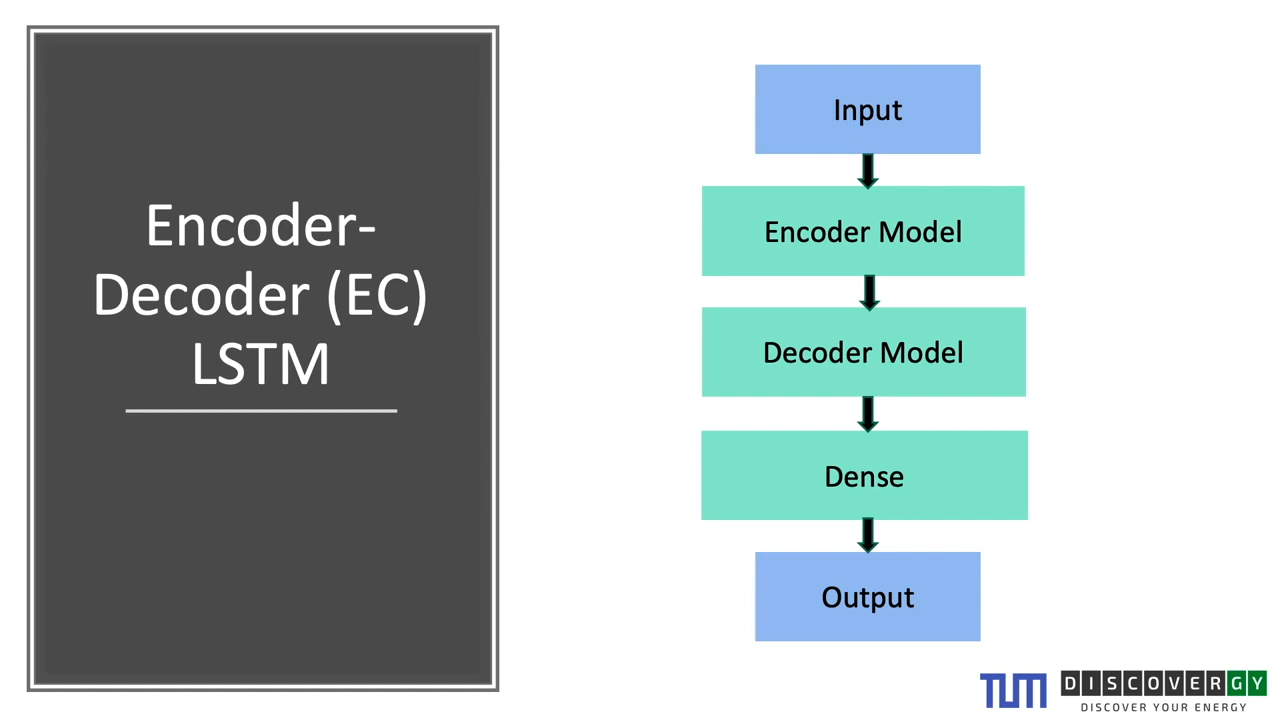 Encoder-
Decoder (EC)
LSTM
Input
Encoder Model
Decoder Model
Dense
Output
TUM
DISCOVERGY
DISCOVER YOUR ENERGY